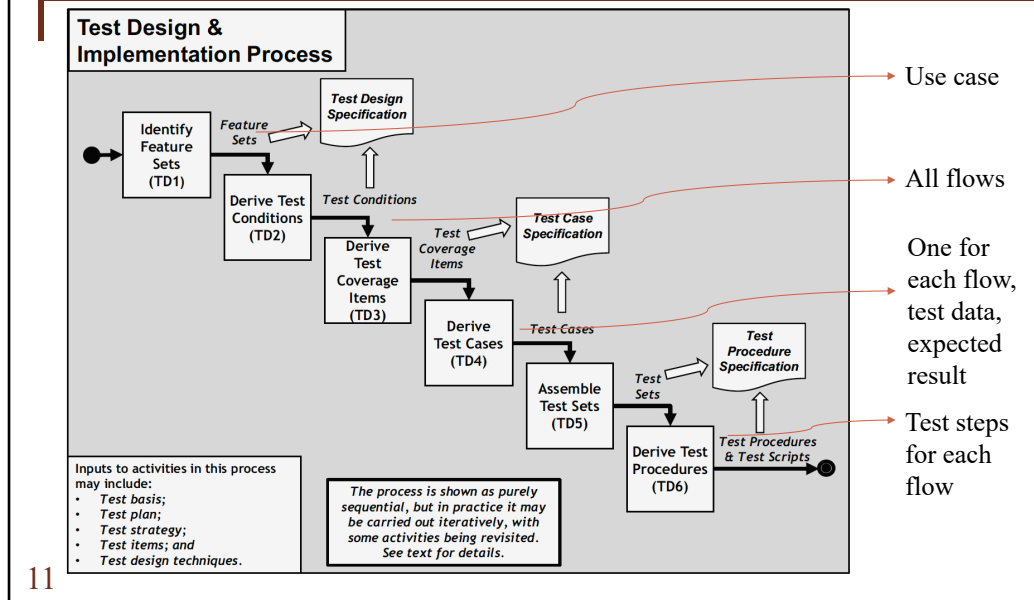 Test Design &
Implementation Process
Use case
Test Design
Specification
Feature
Sets
Identify
Feature
Sets
(TD1)
All flows
Derive Test
Conditions
(TD2)
Test Conditions
Test Case
Specification
Test
Coverage
Items
Derive
Test
Coverage
Items
(TD3)
One for
each flow,
test data,
expected
result
Derive
Test Cases
(TD4)
Test Cases
Test
Procedure
Specification
Assemble
Test Sets
(TD5)
Test
Sets
Test steps
for each
flow
Derive Test
Procedures
(TD6)
Test Procedures
& Test Scripts
Inputs to activities in this process
may include:
• Test basis;
• Test plan;
• Test strategy;
• Test items; and
• Test design techniques.
The process is shown as purely
sequential, but in practice it may
be carried out iteratively, with
some activities being revisited.
See text for details.
11